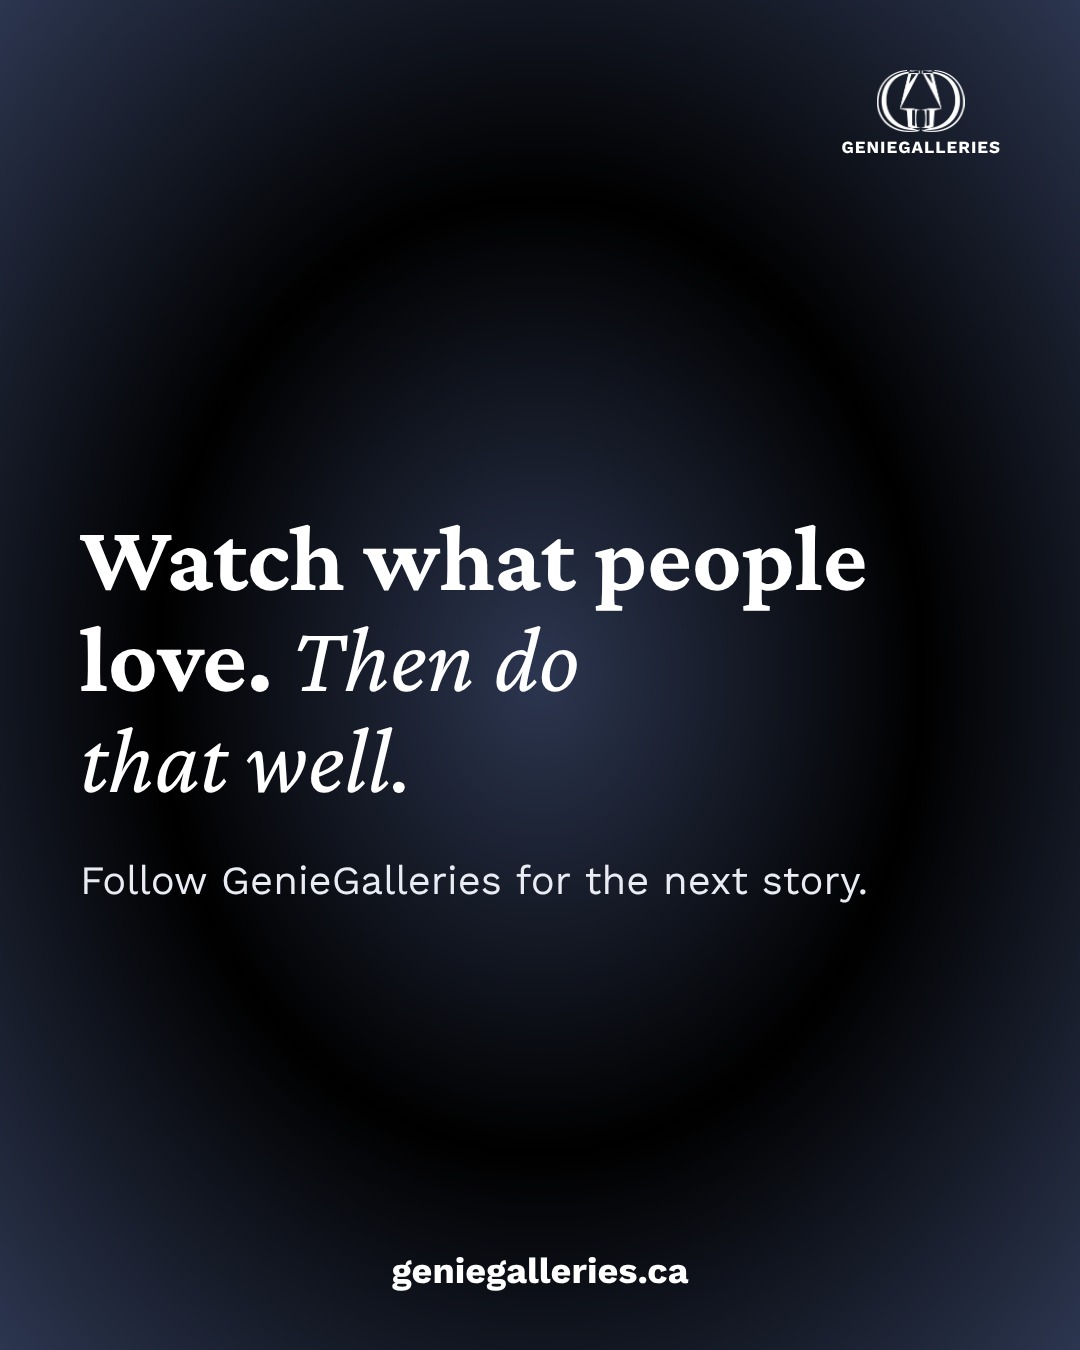 GENIEGALLERIES
Watch what people
love. Then do
that well.
Follow GenieGalleries for the next story.
geniegalleries.ca